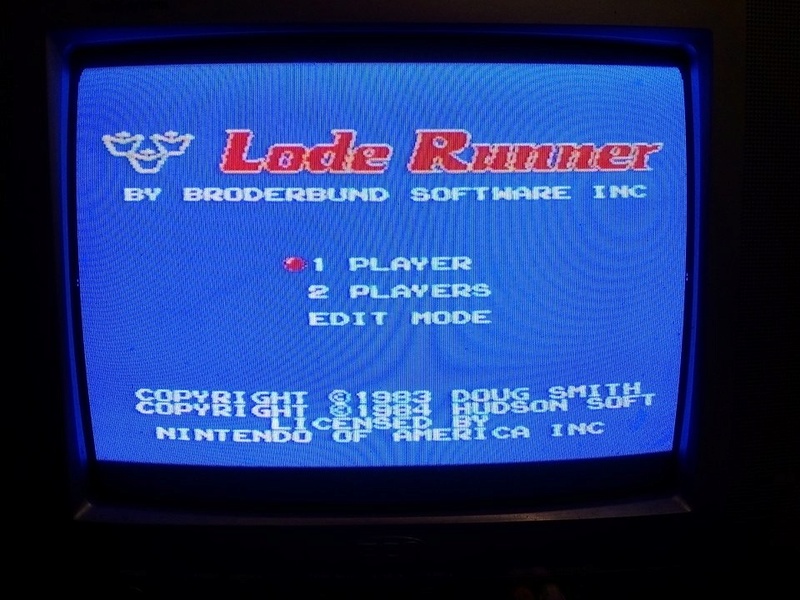 Lode Runner
BY BRODERBUND SOFTWARE INC
1 PLAYER
2 PLAYERS
EDIT MODE
COPYRIGHT ©1983 DOUG SMITH
COPYRIGHT ©1984 HUDSON SOFT
LICENSED BY
NINTENDO OF AMERICA INC